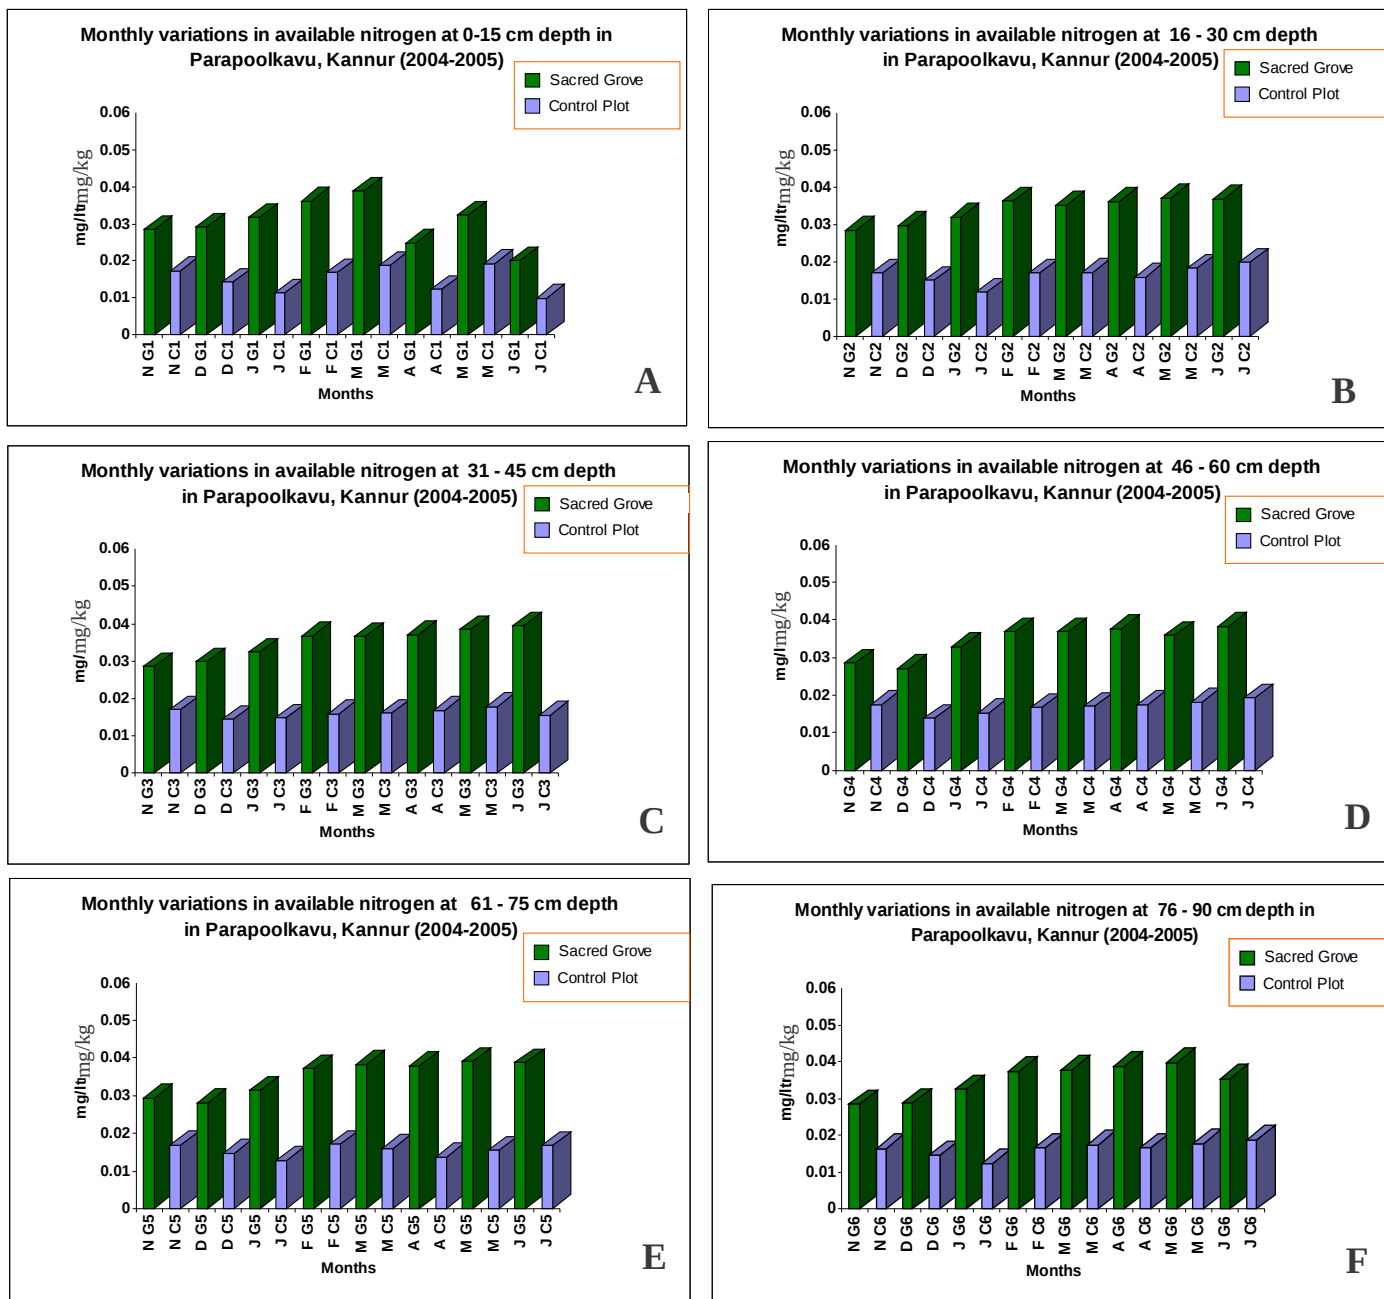 Monthly variations in available nitrogen at 0-15 cm depth in
Parapoolkavu, Kannur (2004-2005)
Sacred Grove
Control Plot
0.06
0.05
0.04
0.03
0.02
0.01
0
mg/ltrmg/kg
N G1
N C1
D G1
D C1
J G1
J C1
F G1
F C1
M G1
M C1
A G1
A C1
M G1
M C1
J G1
J C1
Months
A
Monthly variations in available nitrogen at 16 - 30 cm depth
in Parapoolkavu, Kannur (2004-2005)
Sacred Grove
Control Plot
0.06
0.05
0.04
0.03
0.02
0.01
0
mg/ltrmg/kg
N G2
N C2
D G2
D C2
J G2
J C2
F G2
F C2
M G2
M C2
A G2
A C2
M G2
M C2
J G2
J C2
Months
B
Monthly variations in available nitrogen at 31 - 45 cm depth
in Parapoolkavu, Kannur (2004-2005)
Sacred Grove
Control Plot
0.06
0.05
0.04
0.03
0.02
0.01
0
mg/ltmg/kg
N G3
N C3
D G3
D C3
J G3
J C3
F G3
F C3
M G3
M C3
A G3
A C3
M G3
M C3
J G3
J C3
Months
C
Monthly variations in available nitrogen at 46 - 60 cm depth
in Parapoolkavu, Kannur (2004-2005)
Sacred Grove
Control Plot
0.06
0.05
0.04
0.03
0.02
0.01
0
mg/lmg/kg
N G4
N C4
D G4
D C4
J G4
J C4
F G4
F C4
M G4
M C4
A G4
A C4
M G4
M C4
J G4
J C4
Months
D
Monthly variations in available nitrogen at 61 - 75 cm depth
in Parapoolkavu, Kannur (2004-2005)
Sacred Grove
Control Plot
0.06
0.05
0.04
0.03
0.02
0.01
0
mg/ltmg/kg
N G5
N C5
D G5
D C5
J G5
J C5
F G5
F C5
M G5
M C5
A G5
A C5
M G5
M C5
J G5
J C5
Months
E
Monthly variations in available nitrogen at 76 - 90 cm depth in
Parapoolkavu, Kannur (2004-2005)
Sacred Grove
Control Plot
0.06
0.05
0.04
0.03
0.02
0.01
0
mg/ltrmg/kg
N G6
N C6
D G6
D C6
J G6
J C6
F G6
F C6
M G6
M C6
A G6
A C6
M G6
M C6
J G6
J C6
Months
F